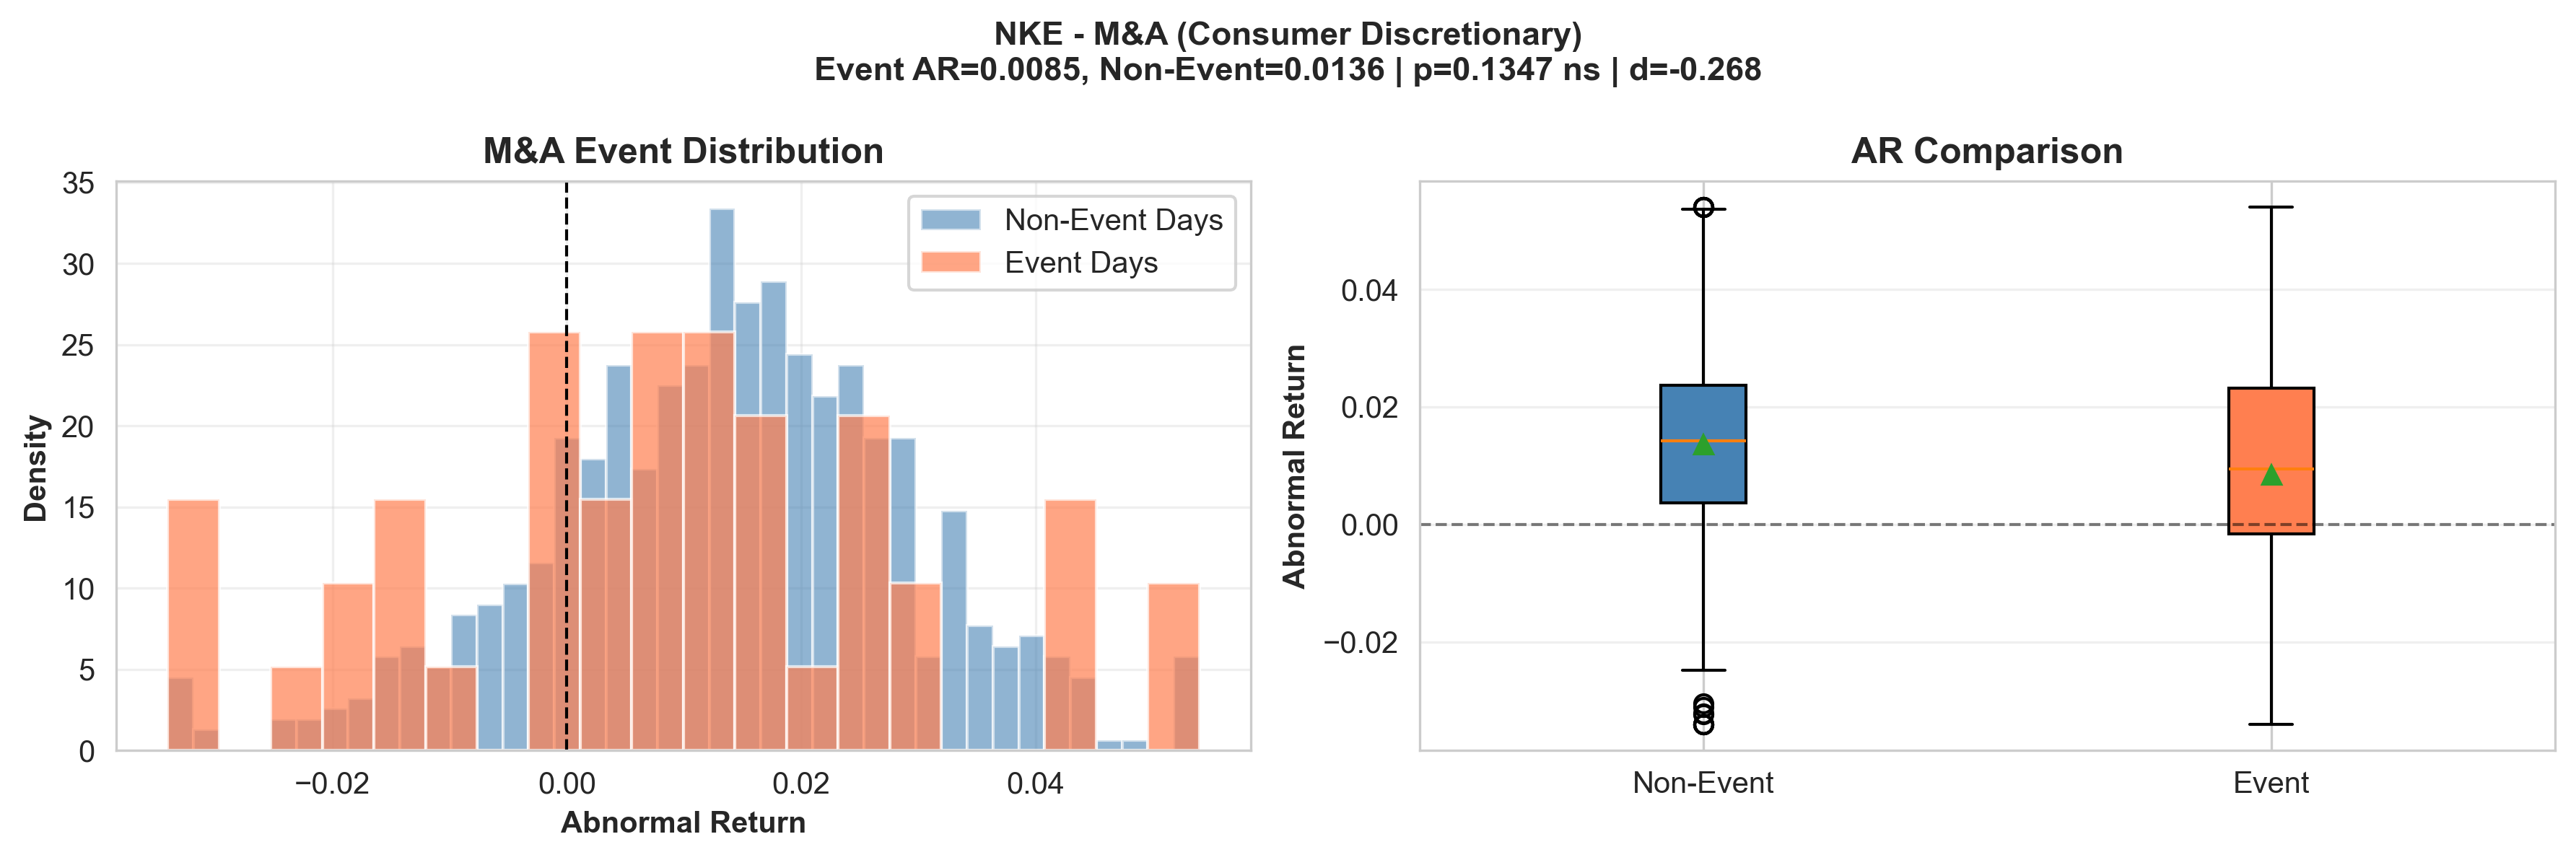 NKE - M&A (Consumer Discretionary)
Event AR=0.0085, Non-Event=0.0136 | p=0.1347 ns | d=-0.268
M&A Event Distribution
35
30
25
20
15
10
5
0
Density
Non-Event Days
Event Days
−0.02
0.00
0.02
0.04
Abnormal Return
AR Comparison
0.04
0.02
0.00
−0.02
Abnormal Return
Non-Event
Event